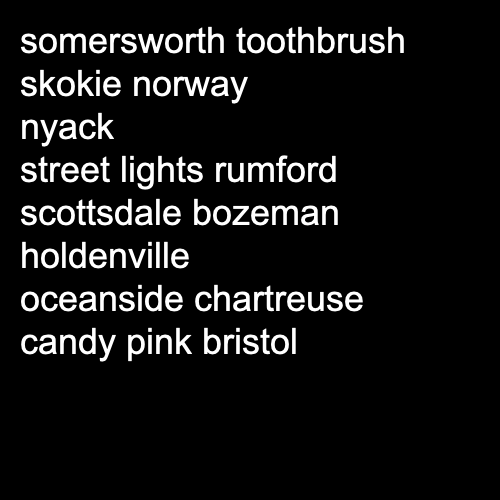 somersworth toothbrush
skokie norway
nyack
street lights rumford
scottsdale bozeman
holdenville
oceanside chartreuse
candy pink bristol